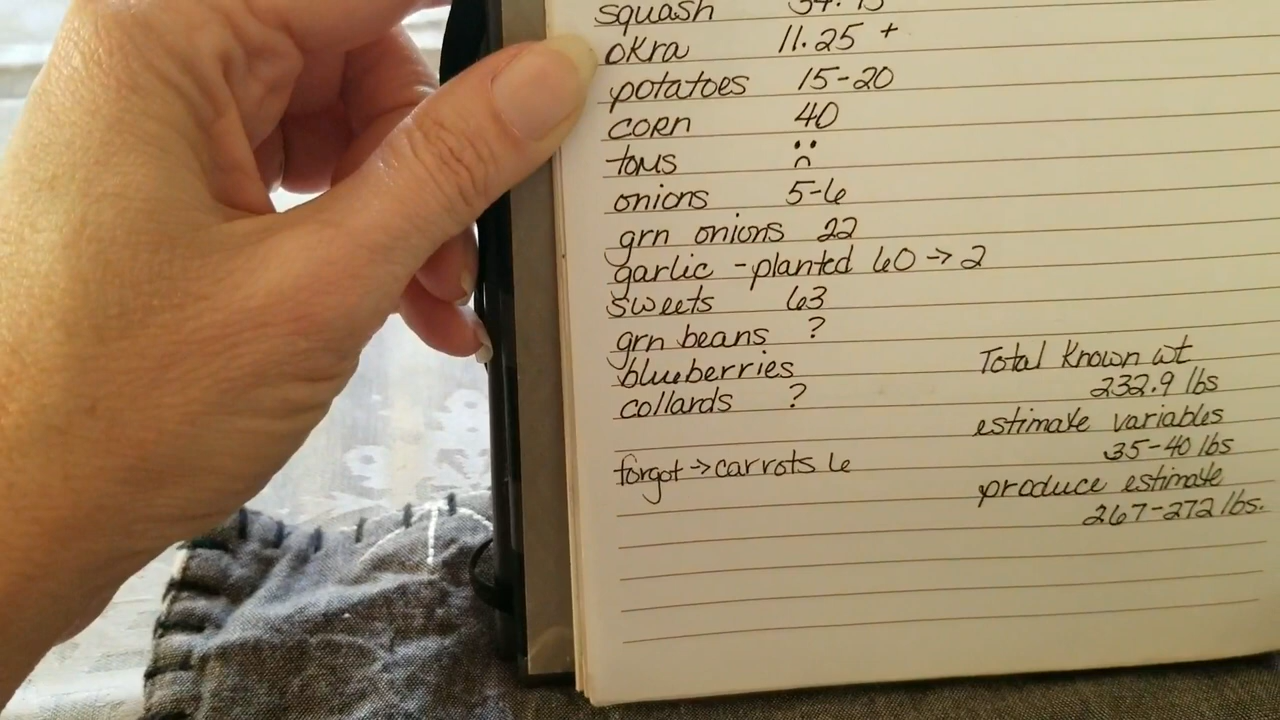 squash
okra 11.25 +
potatoes 15-20
corn 40
toms
onions 5-6
grn onions 22
garlic - planted 60 → 2
sweets 63
grn beans ?
blueberries
collards ?
forgot → carrots 6
Total Known wt
232.9 lbs
estimate variables
35-40 lbs
produce estimate
267-272 lbs.